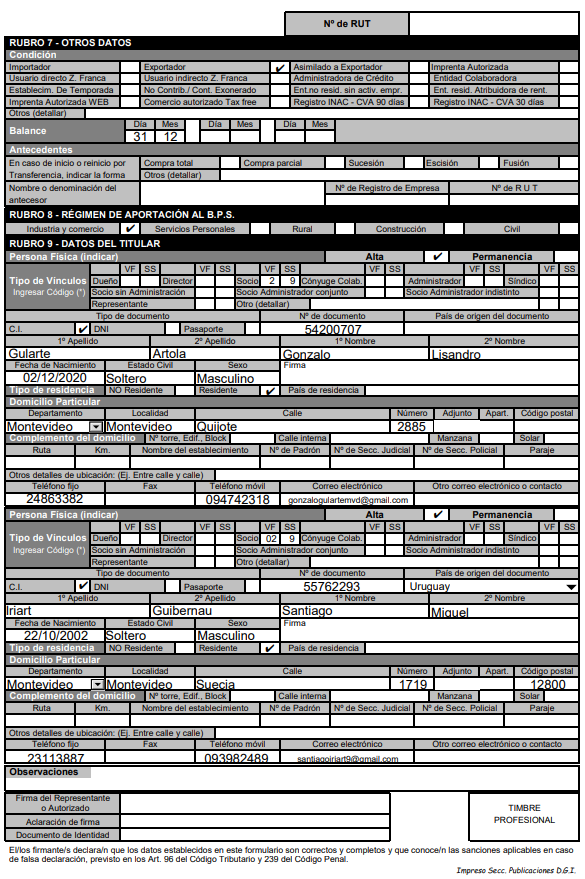 Nº de RUT
RUBRO 7 - OTROS DATOS
Condición
Importador Exportador ✔ Asimilado a Exportador Imprenta Autorizada
Usuario directo Z. Franca Usuario indirecto Z. Franca Administradora de Crédito Entidad Colaboradora
Establecim. De Temporada No Contrib./ Cont. Exonerado Ent.no resid. sin activ. empr. Ent. resid. Atribuidora de rent.
Imprenta Autorizada WEB Comercio autorizado Tax free Registro INAC - CVA 90 días Registro INAC - CVA 30 días
Otros (detallar)
Balance Día Mes Día Mes Día Mes
31 12
Antecedentes
En caso de inicio o reinicio por Compra total Compra parcial Sucesión Escisión Fusión
Transferencia, indicar la forma Otros (detallar)
Nombre o denominación del antecesor Nº de Registro de Empresa Nº de R U T
RUBRO 8 - RÉGIMEN DE APORTACIÓN AL B.P.S.
Industria y comercio ✔ Servicios Personales Rural Construcción Civil
RUBRO 9 - DATOS DEL TITULAR
Persona Física (indicar) Alta ✔ Permanencia
VF SS VF SS VF SS VF SS VF SS VF SS
Tipo de Vínculos Dueño Director Socio 2 9 Cónyuge Colab. Administrador Síndico
Ingresar Código (*) Socio sin Administración Socio Administrador conjunto Socio Administrador indistinto
Representante Otro (detallar)
Tipo de documento Nº de documento País de origen del documento
C.I. ✔ DNI Pasaporte 54200707
1º Apellido 2º Apellido 1º Nombre 2º Nombre
Gularte Artola Gonzalo Lisandro
Fecha de Nacimiento Estado Civil Sexo Firma
02/12/2020 Soltero Masculino
Tipo de residencia NO Residente Residente ✔ País de residencia
Domicilio Particular
Departamento Localidad Calle Número Adjunto Apart. Código postal
Montevideo Montevideo Quijote 2885
Complemento del domicilio Nº torre, Edif., Block Calle interna Manzana Solar
Ruta Km. Nombre del establecimiento Nº de Padrón Nº de Secc. Judicial Nº de Secc. Policial Paraje
Otros detalles de ubicación: (Ej. Entre calle y calle)
Teléfono fijo Fax Teléfono móvil Correo electrónico Otro correo electrónico o contacto
24863382 094742318 gonzalogulartemvd@gmail.com
Persona Física (indicar) Alta ✔ Permanencia
VF SS VF SS VF SS VF SS VF SS VF SS
Tipo de Vínculos Dueño Director Socio 02 9 Cónyuge Colab. Administrador Síndico
Ingresar Código (*) Socio sin Administración Socio Administrador conjunto Socio Administrador indistinto
Representante Otro (detallar)
Tipo de documento Nº de documento País de origen del documento
C.I. ✔ DNI Pasaporte 55762293 Uruguay
1º Apellido 2º Apellido 1º Nombre 2º Nombre
Iriart Guibernau Santiago Miguel
Fecha de Nacimiento Estado Civil Sexo Firma
22/10/2002 Soltero Masculino
Tipo de residencia NO Residente Residente ✔ País de residencia
Domicilio Particular
Departamento Localidad Calle Número Adjunto Apart. Código postal
Montevideo Montevideo Suecia 1719 12800
Complemento del domicilio Nº torre, Edif., Block Calle interna Manzana Solar
Ruta Km. Nombre del establecimiento Nº de Padrón Nº de Secc. Judicial Nº de Secc. Policial Paraje
Otros detalles de ubicación: (Ej. Entre calle y calle)
Teléfono fijo Fax Teléfono móvil Correo electrónico Otro correo electrónico o contacto
23113887 093982489 santiagoiriart9@gmail.com
Observaciones
Firma del Representante
o Autorizado
Aclaración de firma
Documento de Identidad
TIMBRE
PROFESIONAL
El/los firmante/s declara/n que los datos establecidos en este formulario son correctos y completos y que conoce/n las sanciones aplicables en caso
de falsa declaración, previsto en los Art. 96 del Código Tributario y 239 del Código Penal.
Impreso Secc. Publicaciones D.G.I.